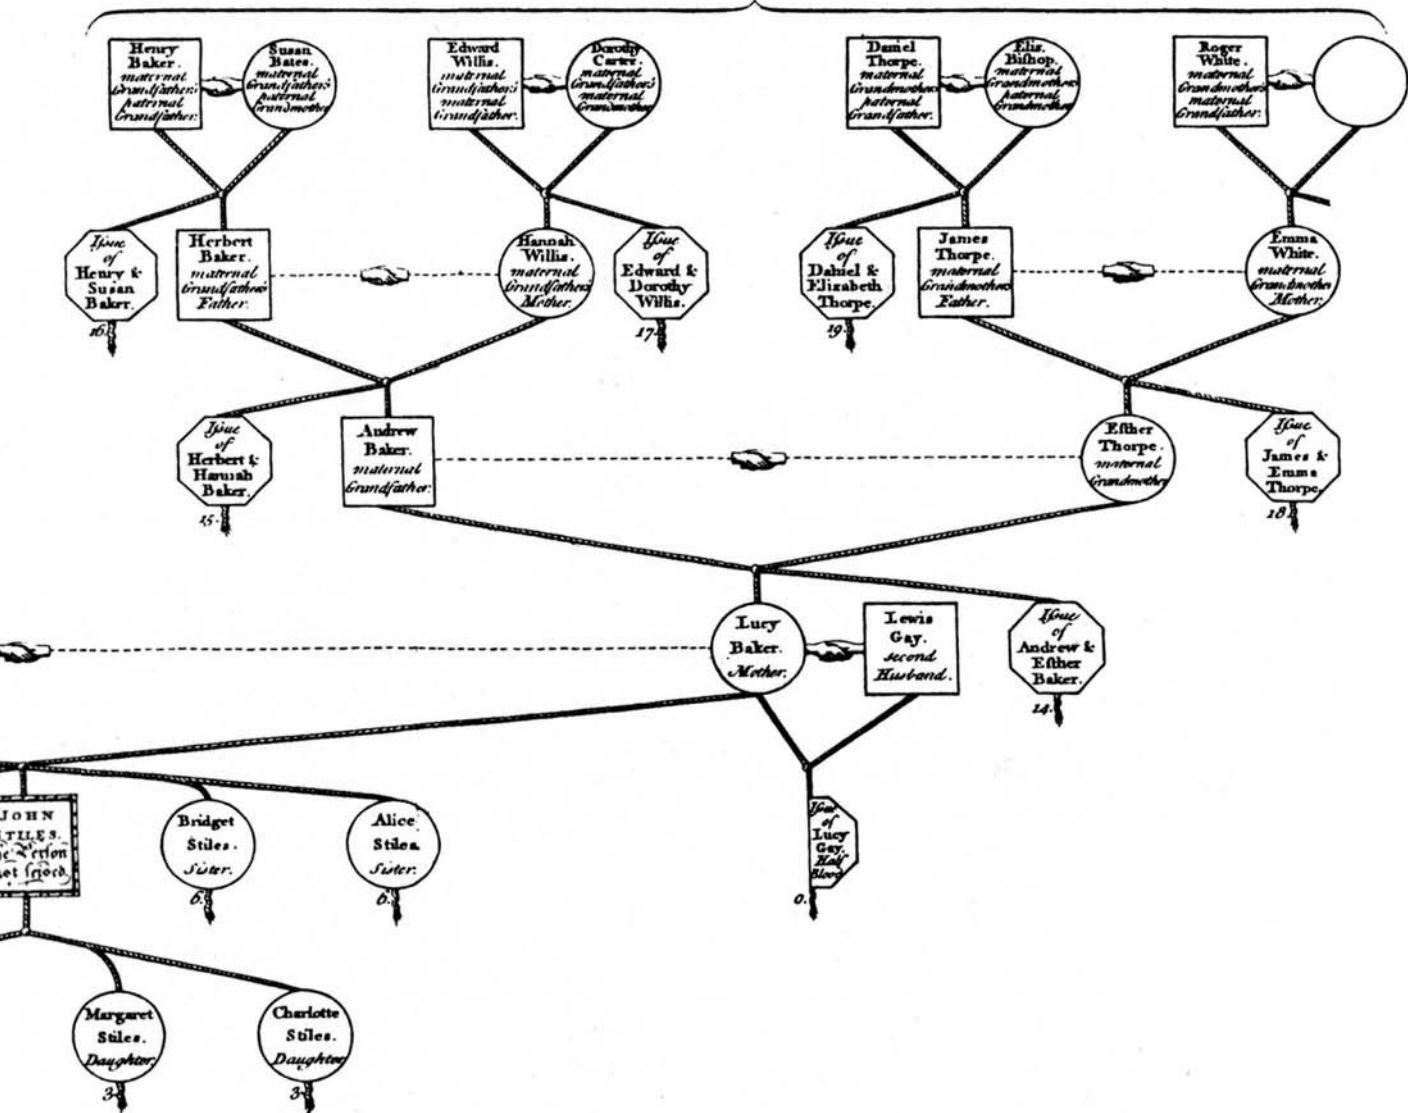 Henry
Baker.
maternal
Grandfather's
paternal
Grandfather.
Susan
Bates.
maternal
Grandfather's
paternal
Grandmother
Edward
Willis.
maternal
Grandfather's
maternal
Grandfather.
Dorothy
Carter.
maternal
Grandfather's
maternal
Grandmother
Daniel
Thorpe.
maternal
Grandmother's
paternal
Grandfather.
Eliz.
Biſhop.
maternal
Grandmother's
paternal
Grandmother
Roger
White.
maternal
Grandmother's
maternal
Grandfather.
Iſsue
of
Henry &
Susan
Baker.
16.
Herbert
Baker.
maternal
Grandfather's
Father.
Hannah
Willis.
maternal
Grandfather's
Mother.
Iſsue
of
Edward &
Dorothy
Willis.
17.
Iſsue
of
Daniel &
Elizabeth
Thorpe.
19.
James
Thorpe.
maternal
Grandmother's
Father.
Emma
White.
maternal
Grandmother
Mother.
Iſsue
of
Herbert &
Hannah
Baker.
15.
Andrew
Baker.
maternal
Grandfather.
Eſther
Thorpe.
maternal
Grandmother
Iſsue
of
James &
Emma
Thorpe.
18.
Lucy
Baker.
Mother.
Lewis
Gay.
second
Husband.
Iſsue
of
Andrew &
Eſther
Baker.
14.
JOHN
STILES.
Perſon
Bridget
Stiles.
Sister.
6.
Alice
Stiles.
Sister.
6.
Iſsue
of
Lucy
Gay.
Half
Blood
0.
Margaret
Stiles.
Daughter.
3.
Charlotte
Stiles.
Daughter
3.